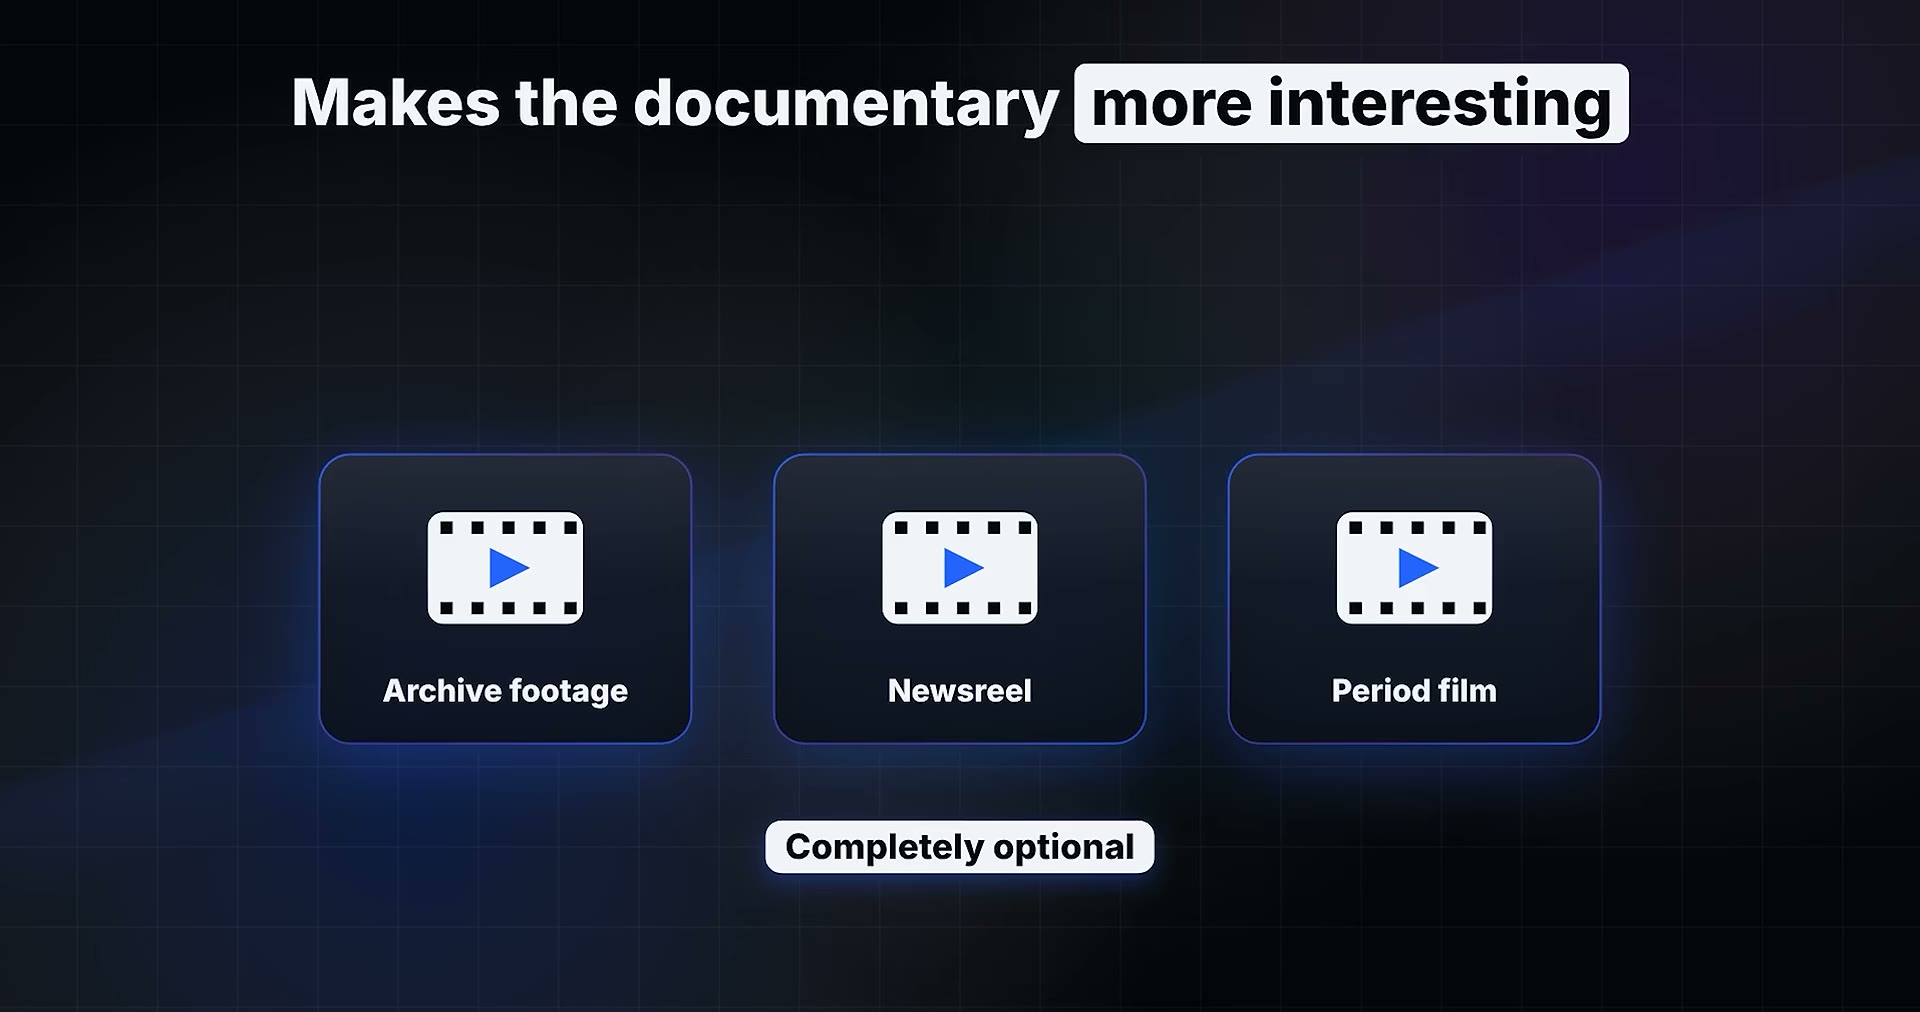 Makes the documentary more interesting
Archive footage
Newsreel
Period film
Completely optional